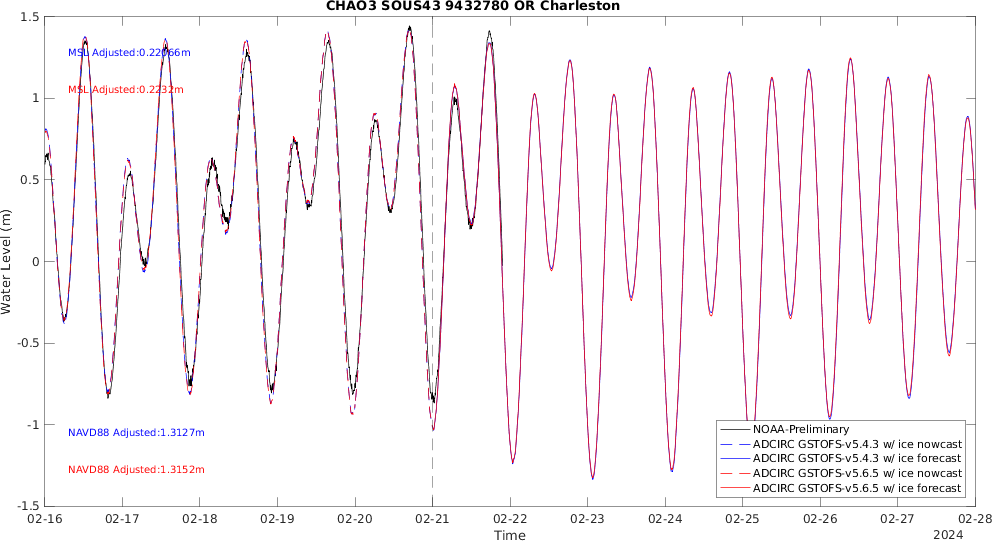 CHAO3 SOUS43 9432780 OR Charleston
1.5
1
0.5
0
-0.5
-1
-1.5
Water Level (m)
MSL Adjusted:0.22066m
MSL Adjusted:0.2232m
NAVD88 Adjusted:1.3127m
NAVD88 Adjusted:1.3152m
NOAA-Preliminary
ADCIRC GSTOFS-v5.4.3 w/ ice nowcast
ADCIRC GSTOFS-v5.4.3 w/ ice forecast
ADCIRC GSTOFS-v5.6.5 w/ ice nowcast
ADCIRC GSTOFS-v5.6.5 w/ ice forecast
02-16 02-17 02-18 02-19 02-20 02-21 02-22 02-23 02-24 02-25 02-26 02-27 02-28
Time
2024